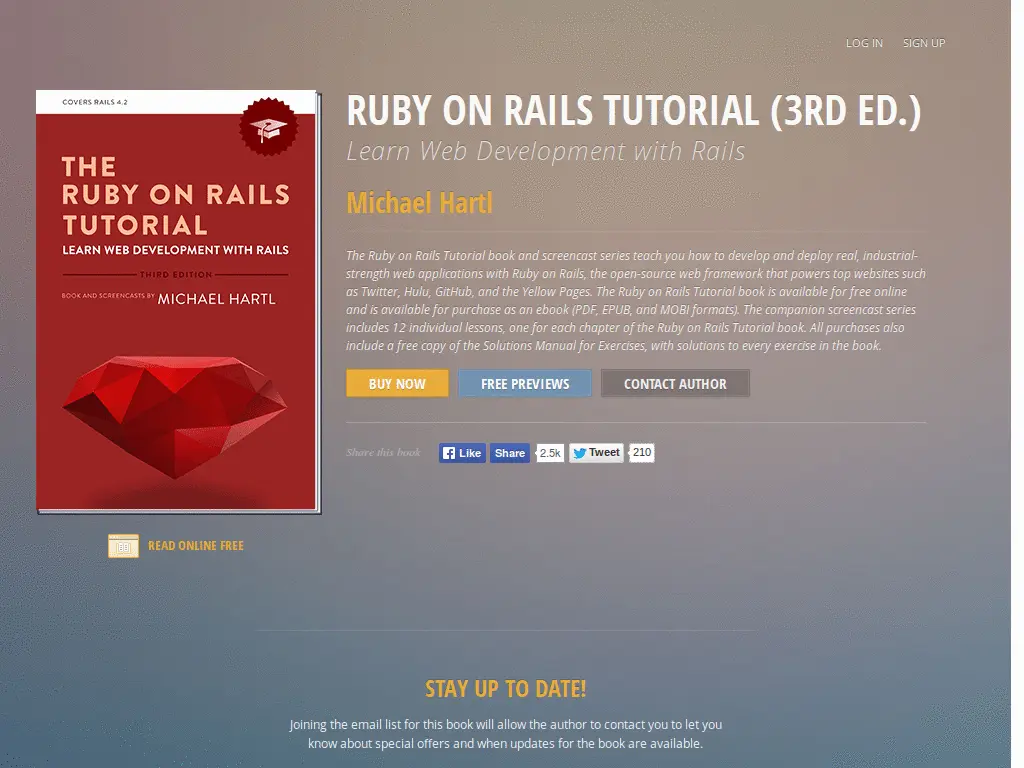 LOG IN
SIGN UP
COVERS RAILS 4.2
THE
RUBY ON RAILS
TUTORIAL
LEARN WEB DEVELOPMENT WITH RAILS
THIRD EDITION
BOOK AND SCREENCASTS BY MICHAEL HARTL
READ ONLINE FREE
RUBY ON RAILS TUTORIAL (3RD ED.)
Learn Web Development with Rails
Michael Hartl
The Ruby on Rails Tutorial book and screencast series teach you how to develop and deploy real, industrial-
strength web applications with Ruby on Rails, the open-source web framework that powers top websites such
as Twitter, Hulu, GitHub, and the Yellow Pages. The Ruby on Rails Tutorial book is available for free online
and is available for purchase as an ebook (PDF, EPUB, and MOBI formats). The companion screencast series
includes 12 individual lessons, one for each chapter of the Ruby on Rails Tutorial book. All purchases also
include a free copy of the Solutions Manual for Exercises, with solutions to every exercise in the book.
BUY NOW
FREE PREVIEWS
CONTACT AUTHOR
Share this book
Like
Share
2.5k
Tweet
210
STAY UP TO DATE!
Joining the email list for this book will allow the author to contact you to let you
know about special offers and when updates for the book are available.